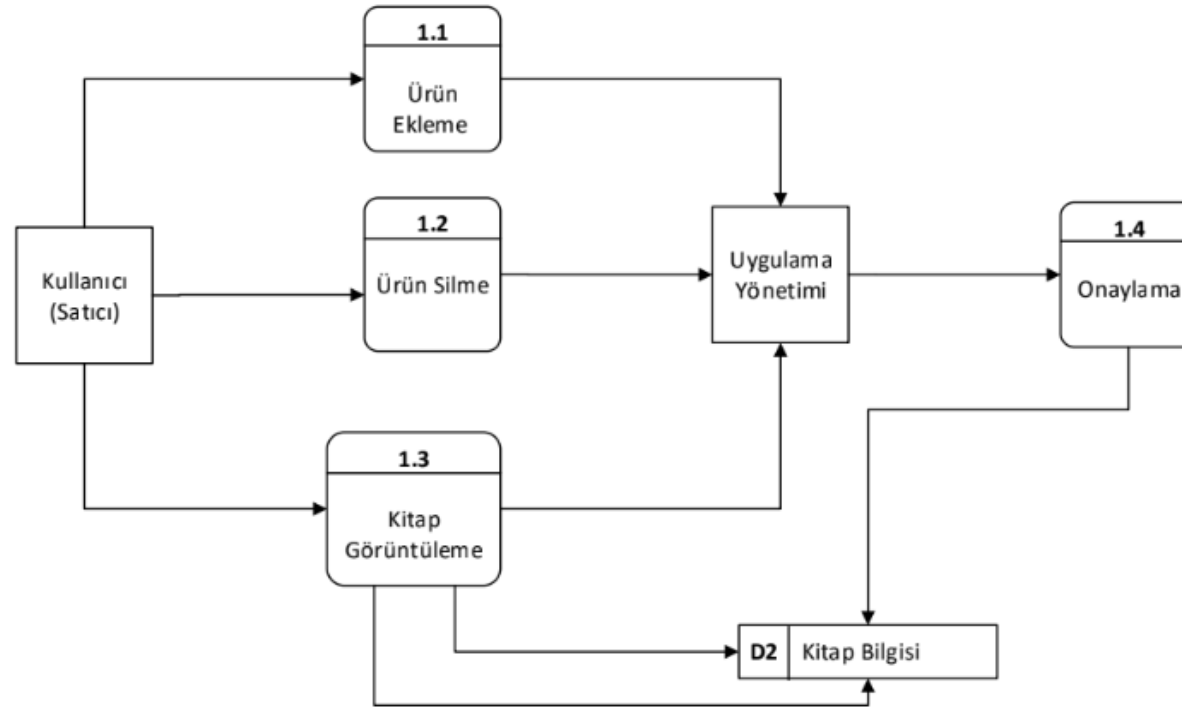 1.1
Ürün
Ekleme
1.2
Ürün Silme
Kullanıcı
(Satıcı)
Uygulama
Yönetimi
1.4
Onaylama
1.3
Kitap
Görüntüleme
D2 Kitap Bilgisi